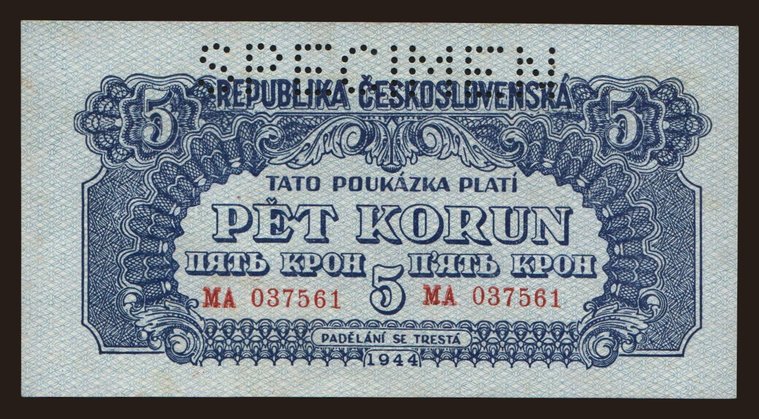 SPECIMEN
REPUBLIKA ČESKOSLOVENSKÁ
5 5
TATO POUKÁZKA PLATÍ
PĚT KORUN
ПЯТЬ КРОН П'ЯТЬ КРОН
MA 037561 5 MA 037561
PADĚLÁNÍ SE TRESTÁ
1944